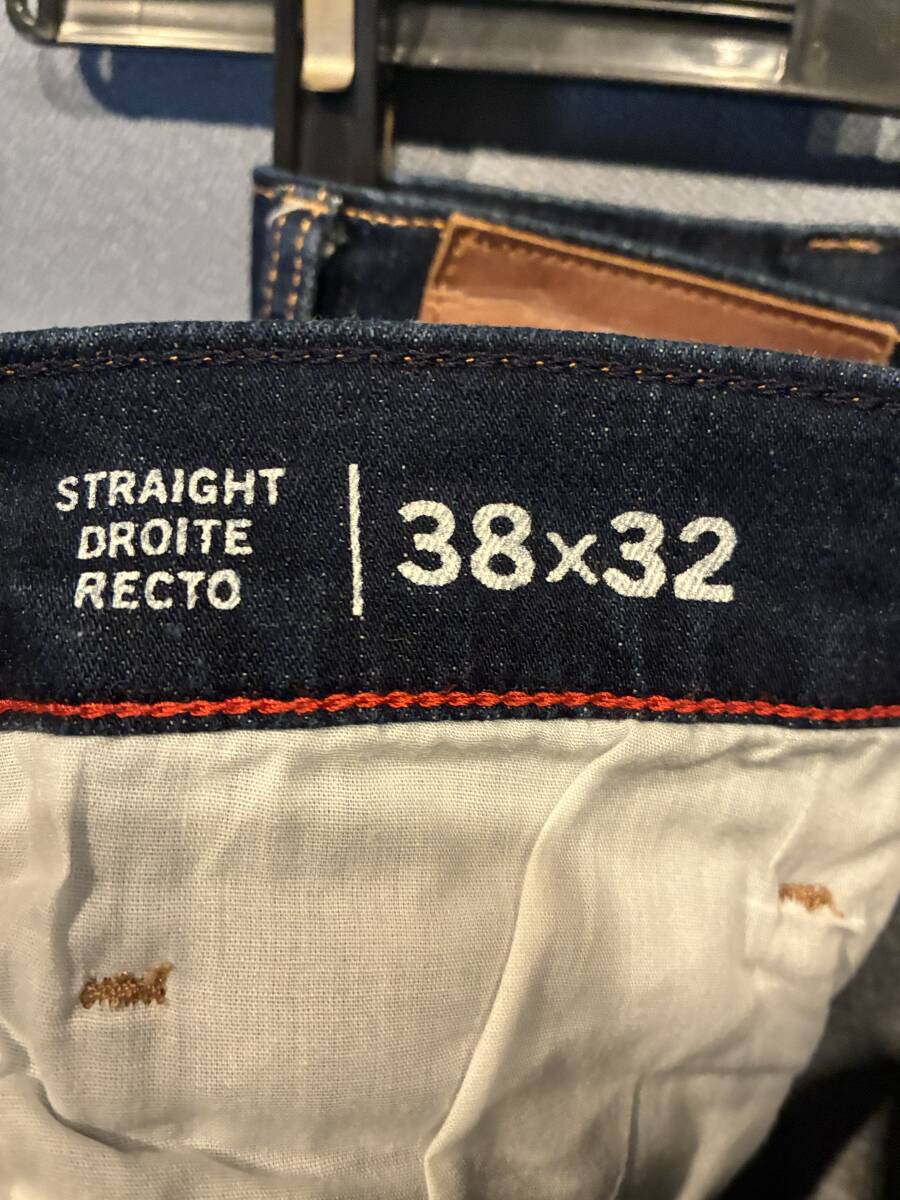 STRAIGHT
DROITE
RECTO
38x32